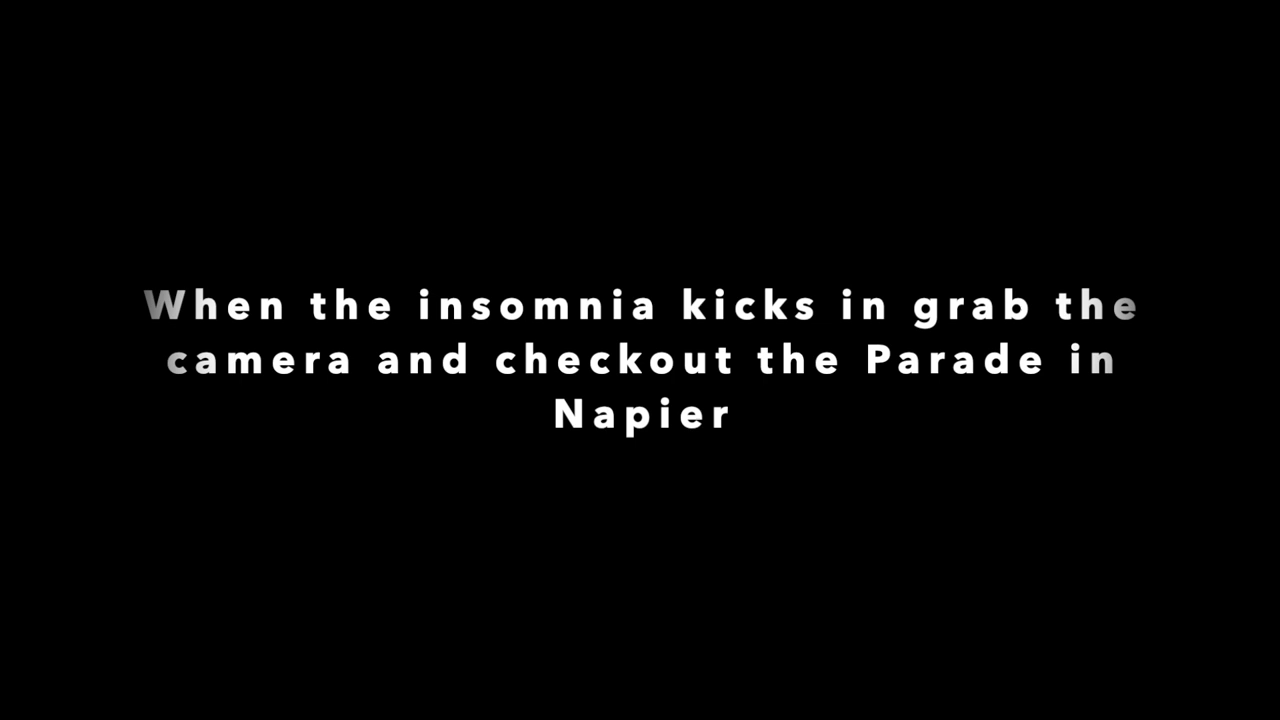 When the insomnia kicks in grab the
camera and checkout the Parade in
Napier